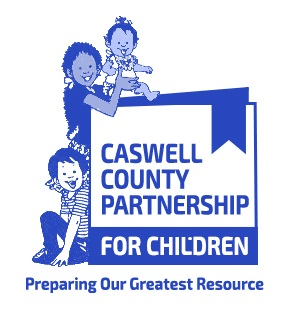 CASWELL
COUNTY
PARTNERSHIP
FOR CHILDREN
Preparing Our Greatest Resource